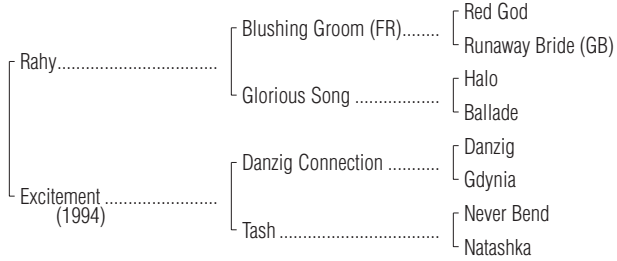 Red God
Blushing Groom (FR)........
Runaway Bride (GB)
Rahy..................................
Halo
Glorious Song ..................
Ballade
Danzig
Danzig Connection ...........
Gdynia
Excitement ........................
(1994)
Never Bend
Tash ..................................
Natashka